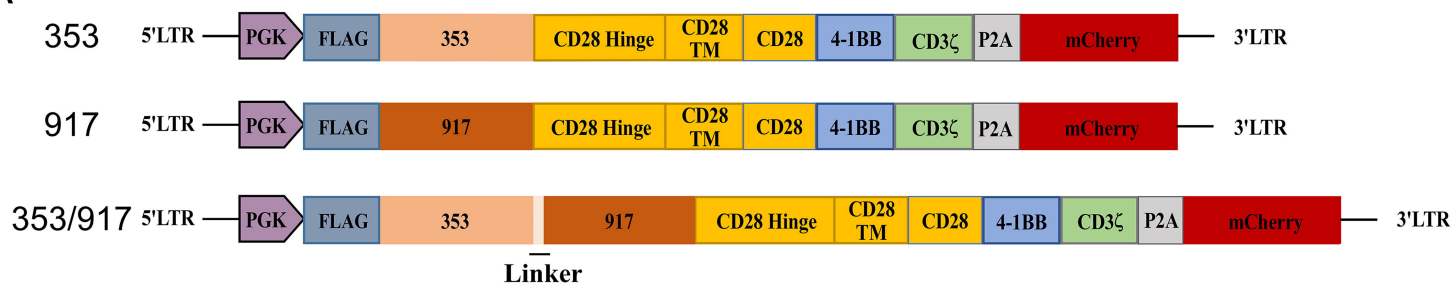 353 5'LTR PGK FLAG 353 CD28 Hinge CD28 TM CD28 4-1BB CD3ζ P2A mCherry 3'LTR
917 5'LTR PGK FLAG 917 CD28 Hinge CD28 TM CD28 4-1BB CD3ζ P2A mCherry 3'LTR
353/917 5'LTR PGK FLAG 353 917 CD28 Hinge CD28 TM CD28 4-1BB CD3ζ P2A mCherry 3'LTR
Linker